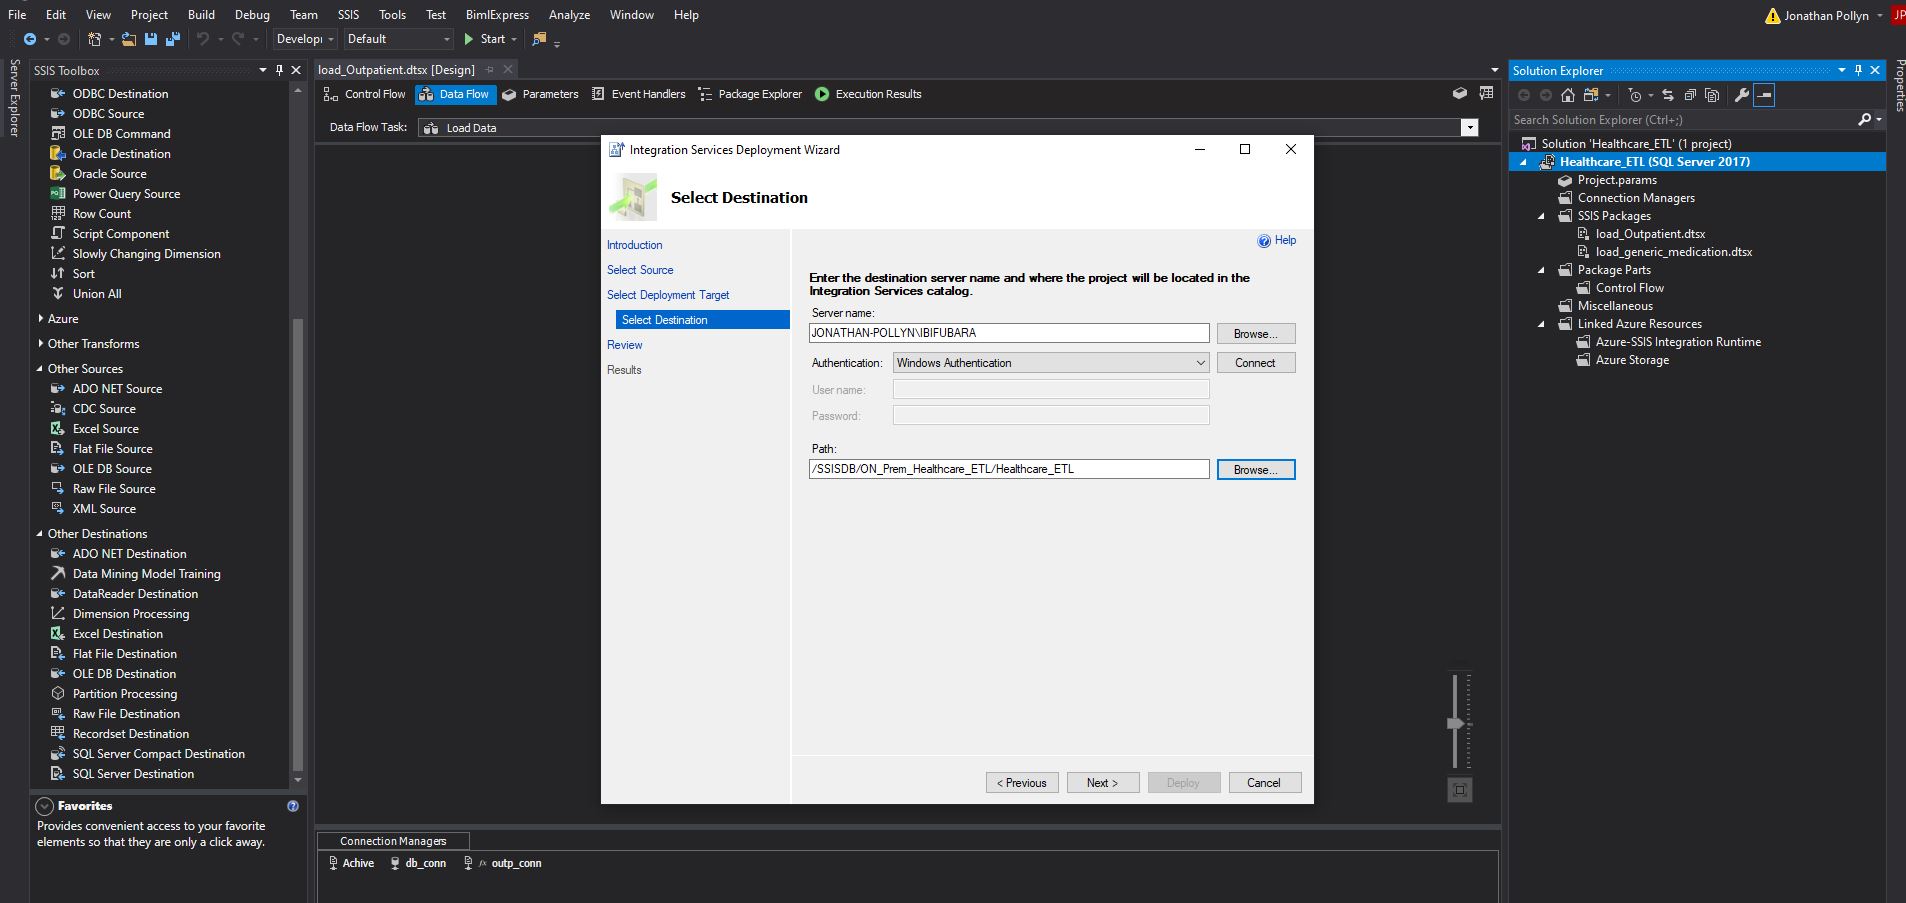 File Edit View Project Build Debug Team SSIS Tools Test BimlExpress Analyze Window Help
Jonathan Pollyn JP
Developi Default Start
Server Explorer
SSIS Toolbox
ODBC Destination
ODBC Source
OLE DB Command
Oracle Destination
Oracle Source
Power Query Source
Row Count
Script Component
Slowly Changing Dimension
Sort
Union All
Azure
Other Transforms
Other Sources
ADO NET Source
CDC Source
Excel Source
Flat File Source
OLE DB Source
Raw File Source
XML Source
Other Destinations
ADO NET Destination
Data Mining Model Training
DataReader Destination
Dimension Processing
Excel Destination
Flat File Destination
OLE DB Destination
Partition Processing
Raw File Destination
Recordset Destination
SQL Server Compact Destination
SQL Server Destination
Favorites
Provides convenient access to your favorite
elements so that they are only a click away.
load_Outpatient.dtsx [Design]
Control Flow Data Flow Parameters Event Handlers Package Explorer Execution Results
Data Flow Task: Load Data
Integration Services Deployment Wizard
Select Destination
Introduction
Select Source
Select Deployment Target
Select Destination
Review
Results
Help
Enter the destination server name and where the project will be located in the
Integration Services catalog.
Server name:
JONATHAN-POLLYN\IBIFUBARA Browse...
Authentication: Windows Authentication Connect
User name:
Password:
Path:
/SSISDB/ON_Prem_Healthcare_ETL/Healthcare_ETL Browse...
< Previous Next > Deploy Cancel
Connection Managers
Achive db_conn fx outp_conn
Solution Explorer
Search Solution Explorer (Ctrl+;)
Solution 'Healthcare_ETL' (1 project)
Healthcare_ETL (SQL Server 2017)
Project.params
Connection Managers
SSIS Packages
load_Outpatient.dtsx
load_generic_medication.dtsx
Package Parts
Control Flow
Miscellaneous
Linked Azure Resources
Azure-SSIS Integration Runtime
Azure Storage
Properties